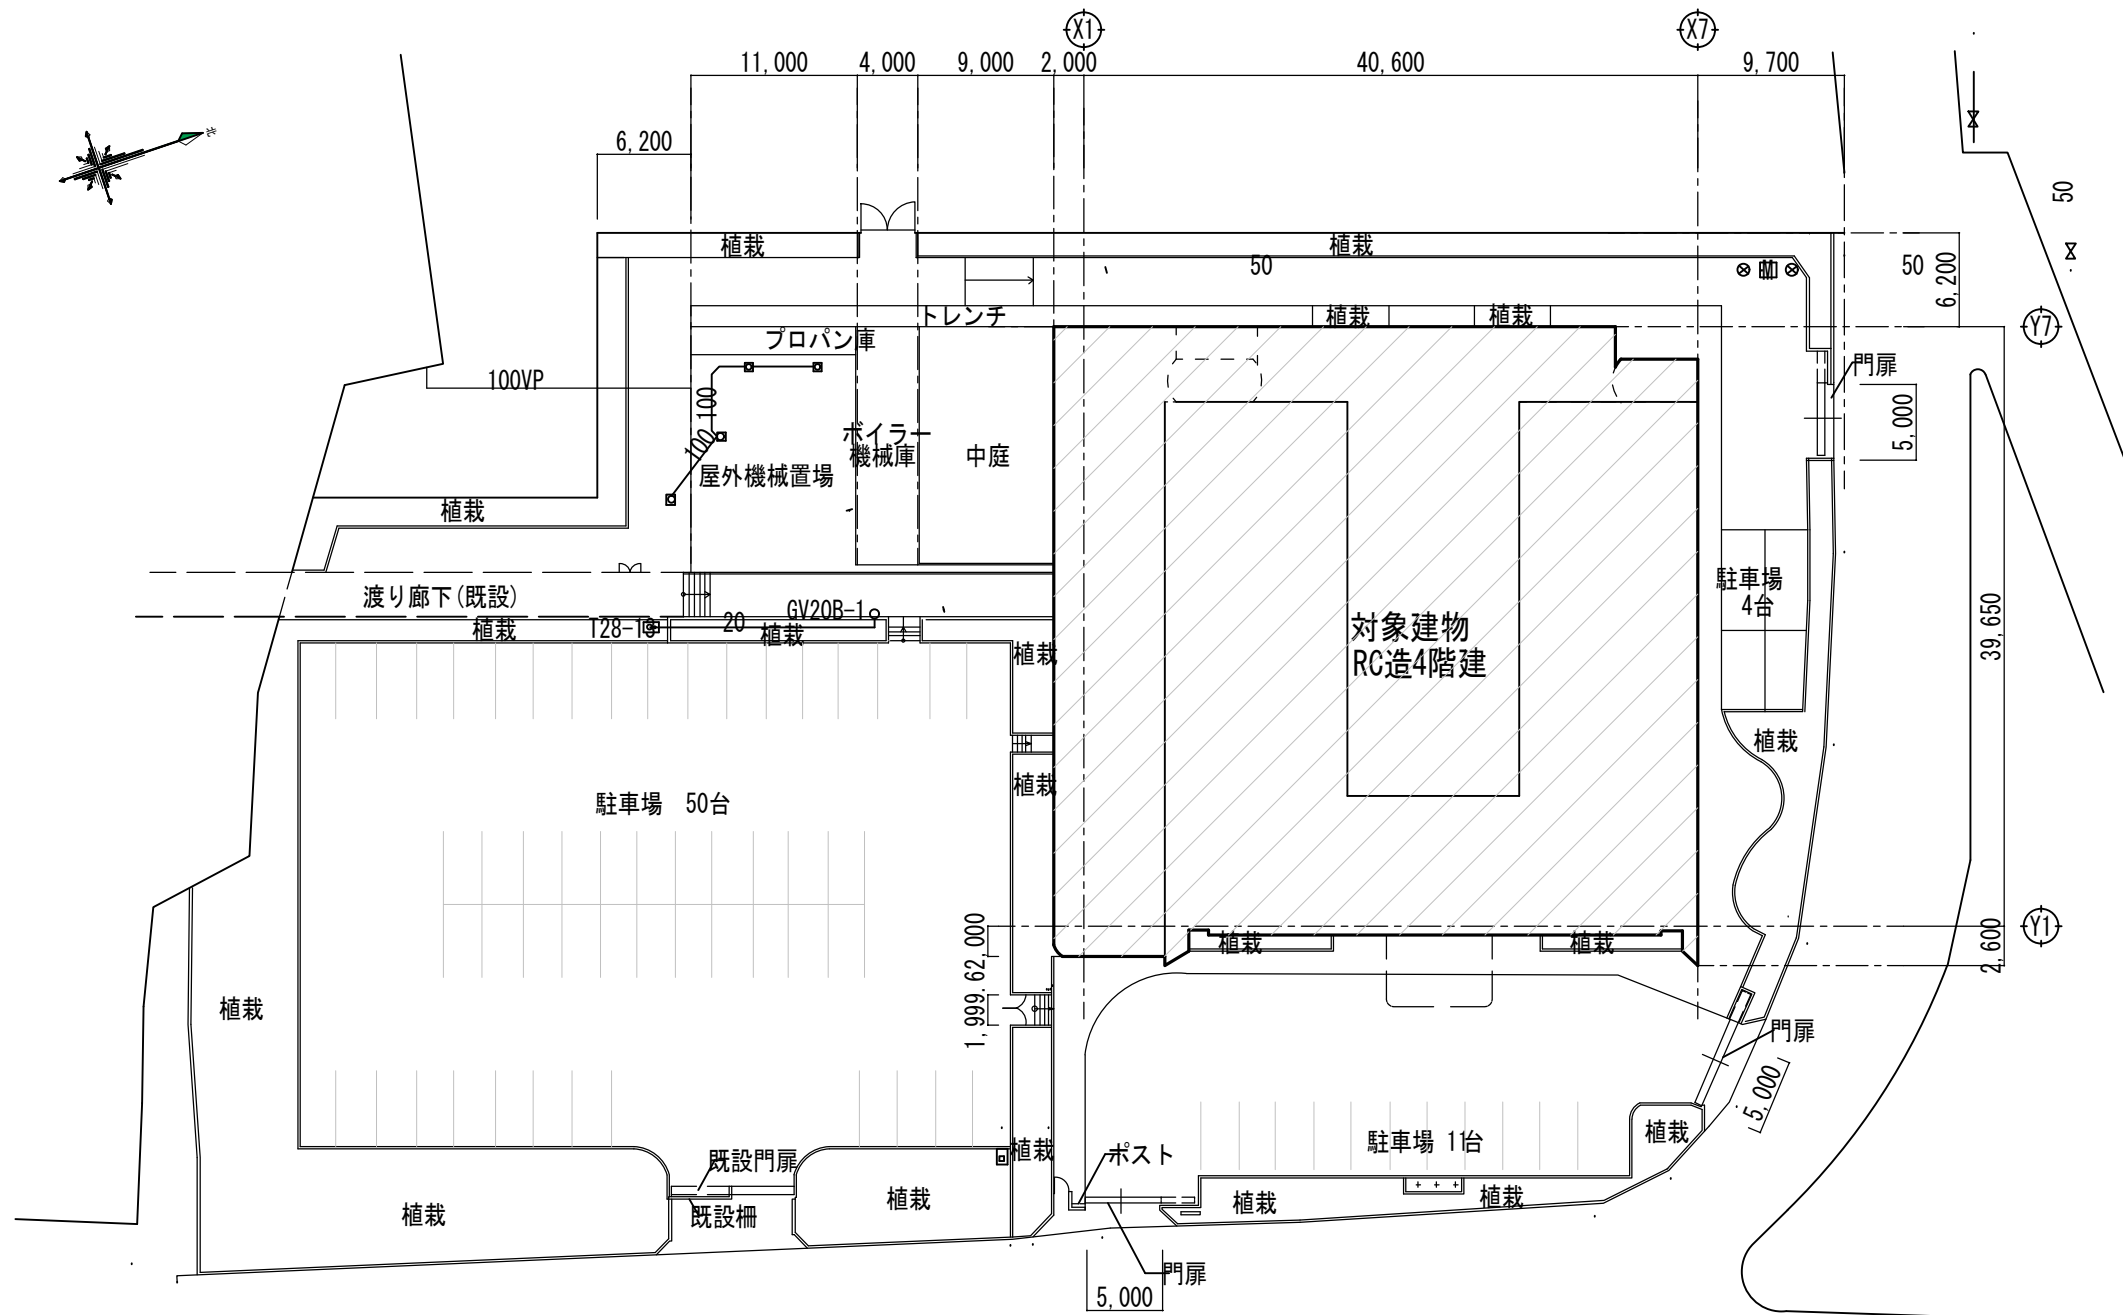 X1
X7
11,000
4,000
9,000
2,000
40,600
9,700
6,200
50
植栽
植栽
50
50
6,200
トレンチ
植栽
植栽
Y7
プロパン庫
門扉
100VP
100
5,000
100
ボイラー
機械庫
中庭
屋外機械置場
植栽
駐車場
4台
渡り廊下(既設)
GV20B-1
植栽
T28-13
20
植栽
対象建物
RC造4階建
39,650
植栽
植栽
植栽
駐車場 50台
2,000
植栽
植栽
2,600
Y1
1,999.6
植栽
門扉
5,000
駐車場 11台
植栽
植栽
ポスト
既設門扉
植栽
植栽
植栽
植栽
既設柵
門扉
5,000